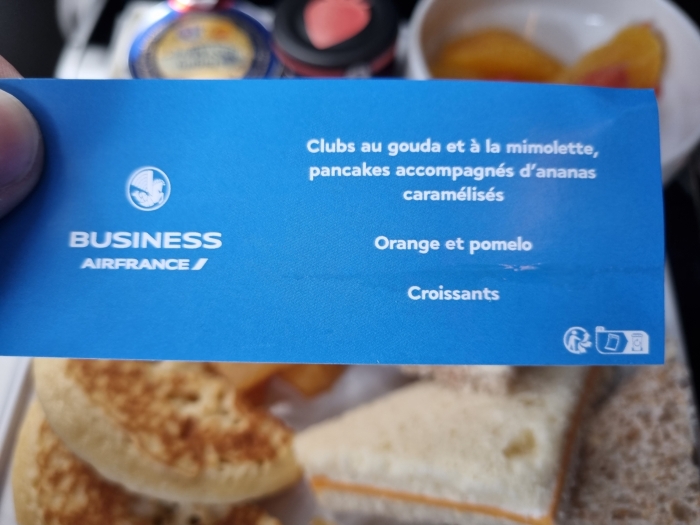 BUSINESS
AIRFRANCE
Clubs au gouda et à la mimolette,
pancakes accompagnés d'ananas
caramélisés
Orange et pomelo
Croissants